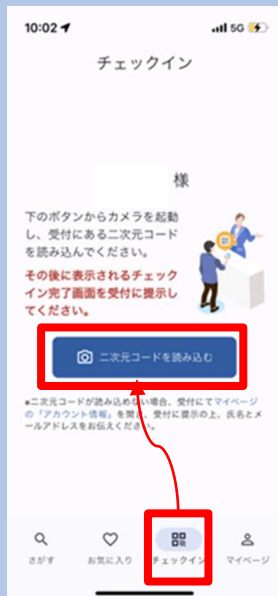 10:02
5G
チェックイン
様
下のボタンからカメラを起動
し、受付にある二次元コード
を読み込んでください。
その後に表示されるチェック
イン完了画面を受付に提示し
てください。
二次元コードを読み込む
※二次元コードが読み込めない場合、受付にてマイページ
の「アカウント情報」を開き、受付に提示の上、氏名とメ
ールアドレスをお伝えください。
さがす
お気に入り
チェックイン
マイページ